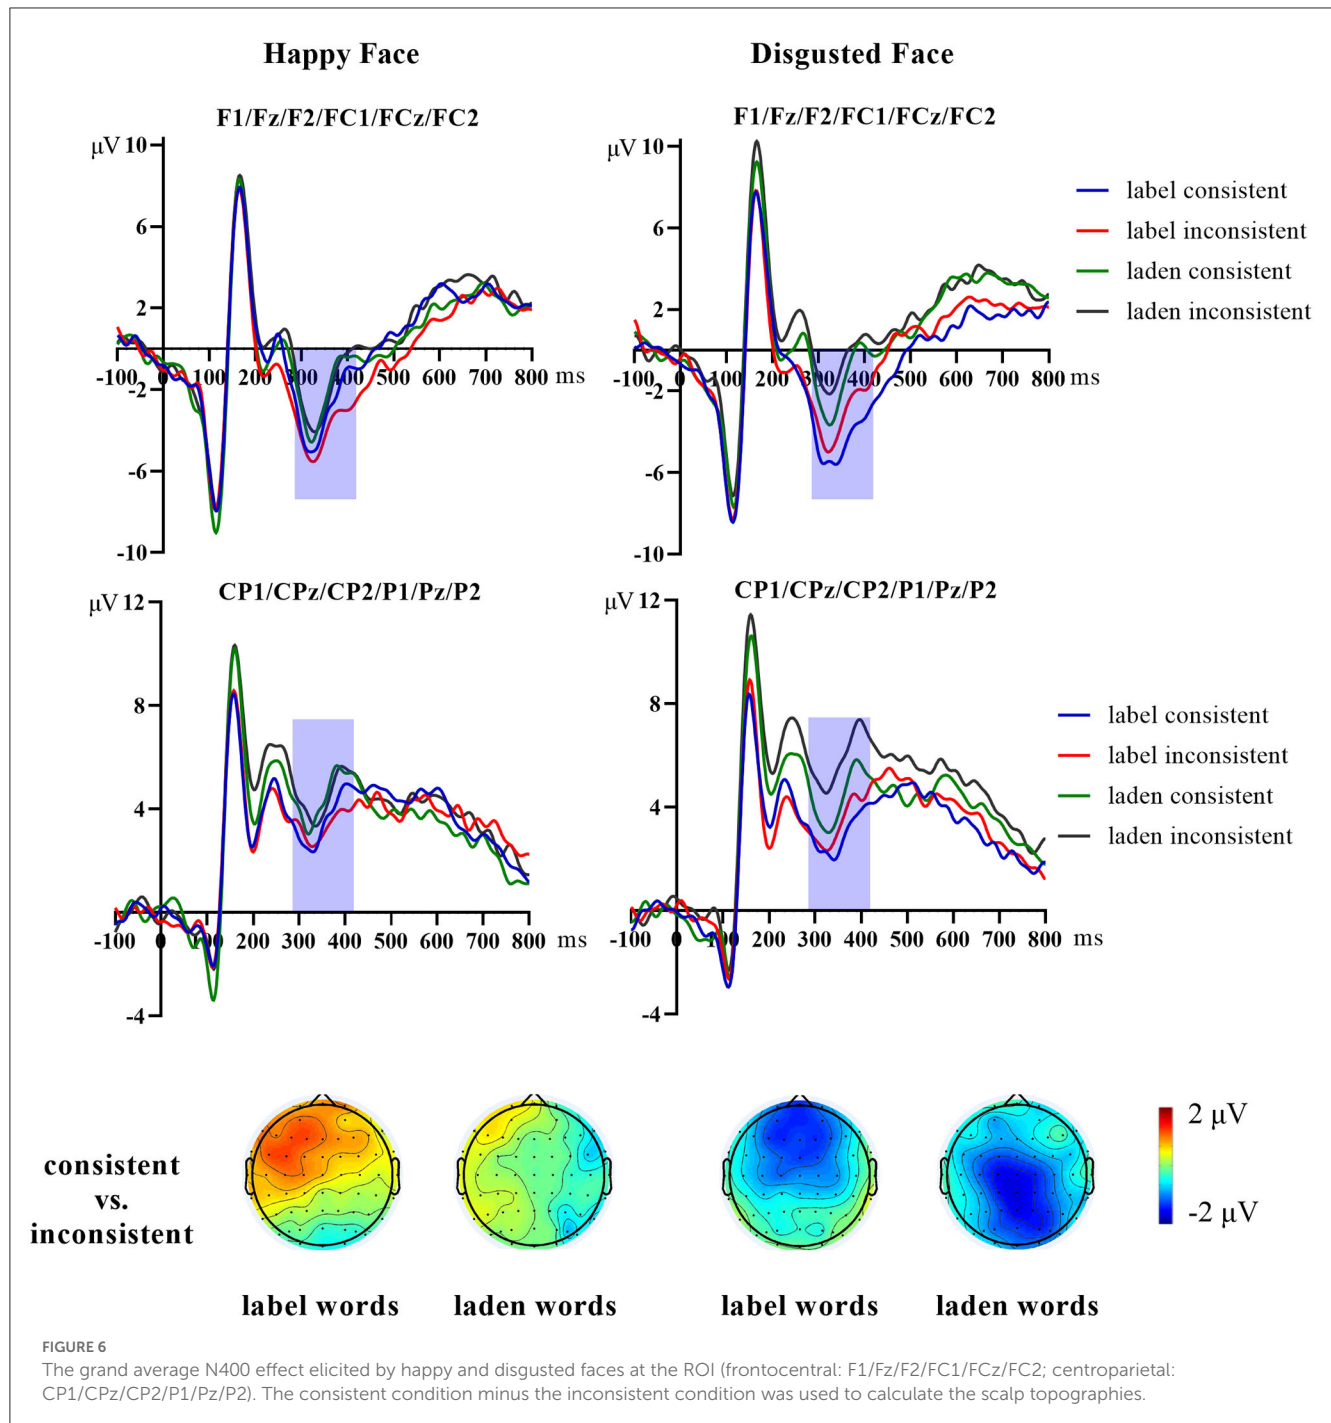 Happy Face
Disgusted Face
F1/Fz/F2/FC1/FCz/FC2
μV 10
6
2
-2
-6
-10
-100 0 100 200 300 400 500 600 700 800 ms
F1/Fz/F2/FC1/FCz/FC2
μV 10
6
2
-2
-6
-10
-100 0 100 200 300 400 500 600 700 800 ms
label consistent
label inconsistent
laden consistent
laden inconsistent
CP1/CPz/CP2/P1/Pz/P2
μV 12
8
4
0
-4
-100 0 100 200 300 400 500 600 700 800 ms
CP1/CPz/CP2/P1/Pz/P2
μV 12
8
4
0
-4
-100 0 100 200 300 400 500 600 700 800 ms
label consistent
label inconsistent
laden consistent
laden inconsistent
consistent
vs.
inconsistent
2 μV
-2 μV
label words
laden words
label words
laden words
FIGURE 6
The grand average N400 effect elicited by happy and disgusted faces at the ROI (frontocentral: F1/Fz/F2/FC1/FCz/FC2; centroparietal:
CP1/CPz/CP2/P1/Pz/P2). The consistent condition minus the inconsistent condition was used to calculate the scalp topographies.